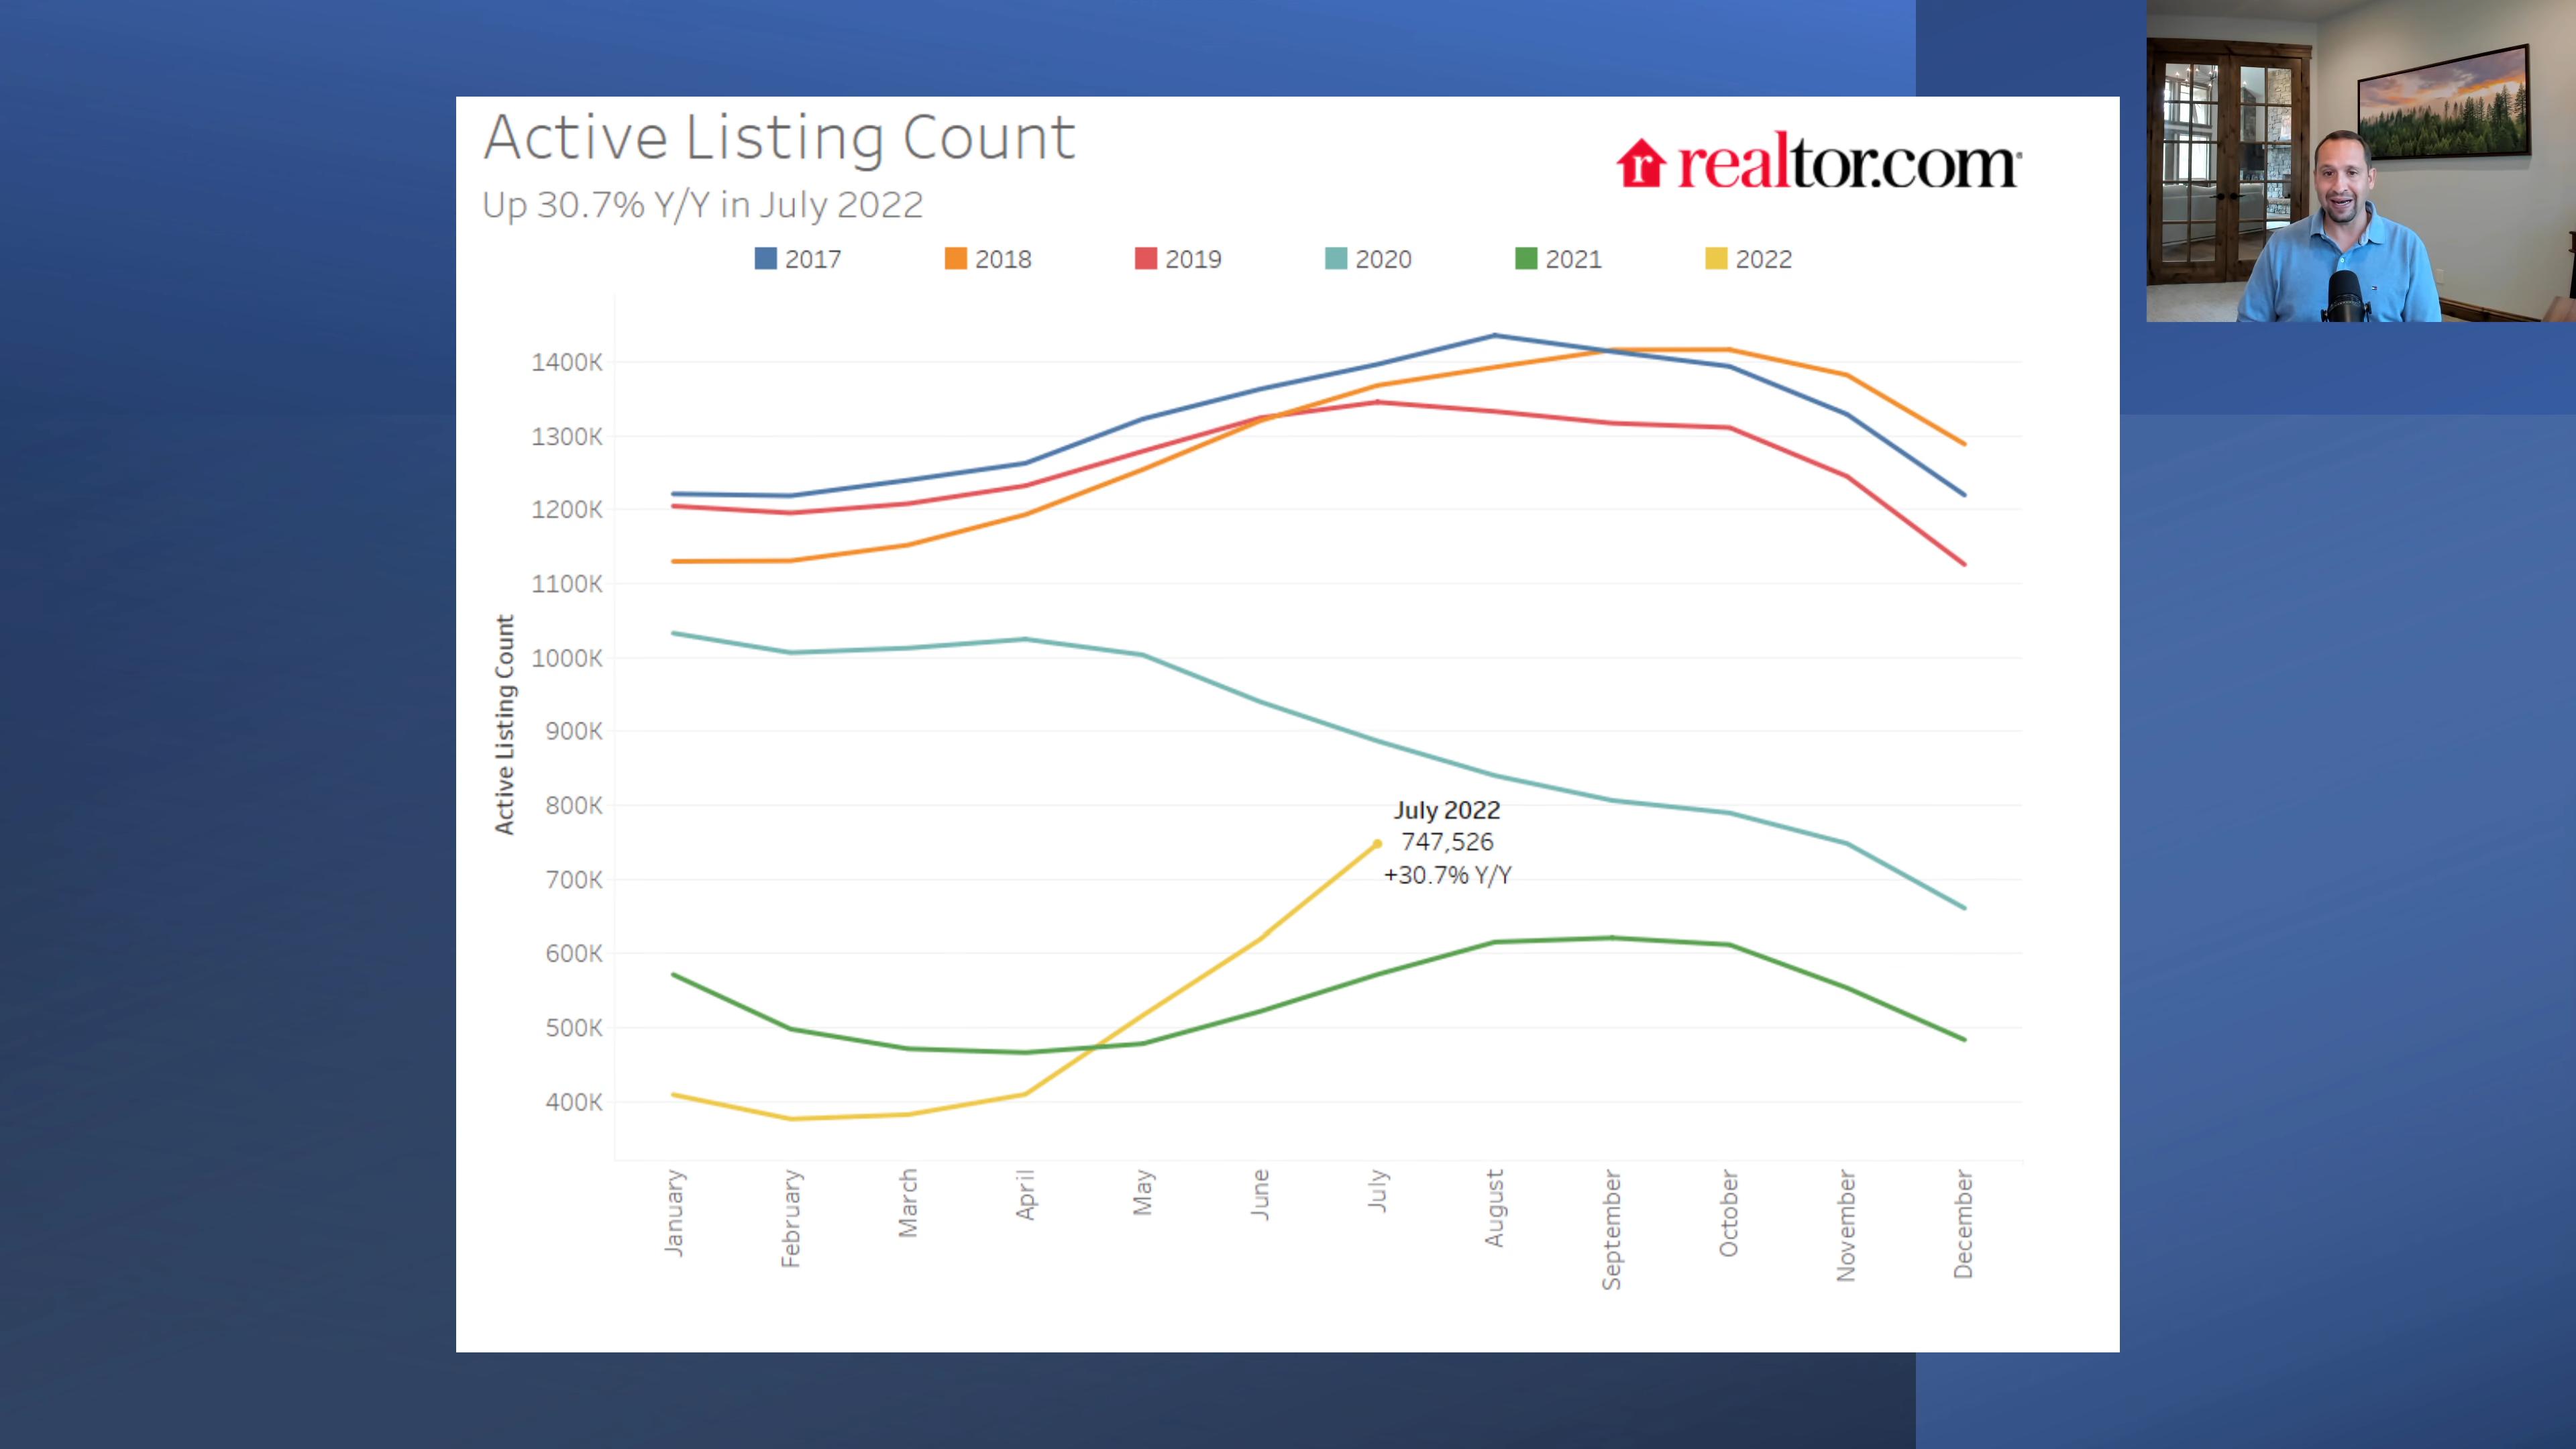 Active Listing Count
realtor.com
Up 30.7% Y/Y in July 2022
2017 2018 2019 2020 2021 2022
1400K
1300K
1200K
1100K
1000K
900K
800K
700K
600K
500K
400K
Active Listing Count
July 2022
747,526
+30.7% Y/Y
January
February
March
April
May
June
July
August
September
October
November
December